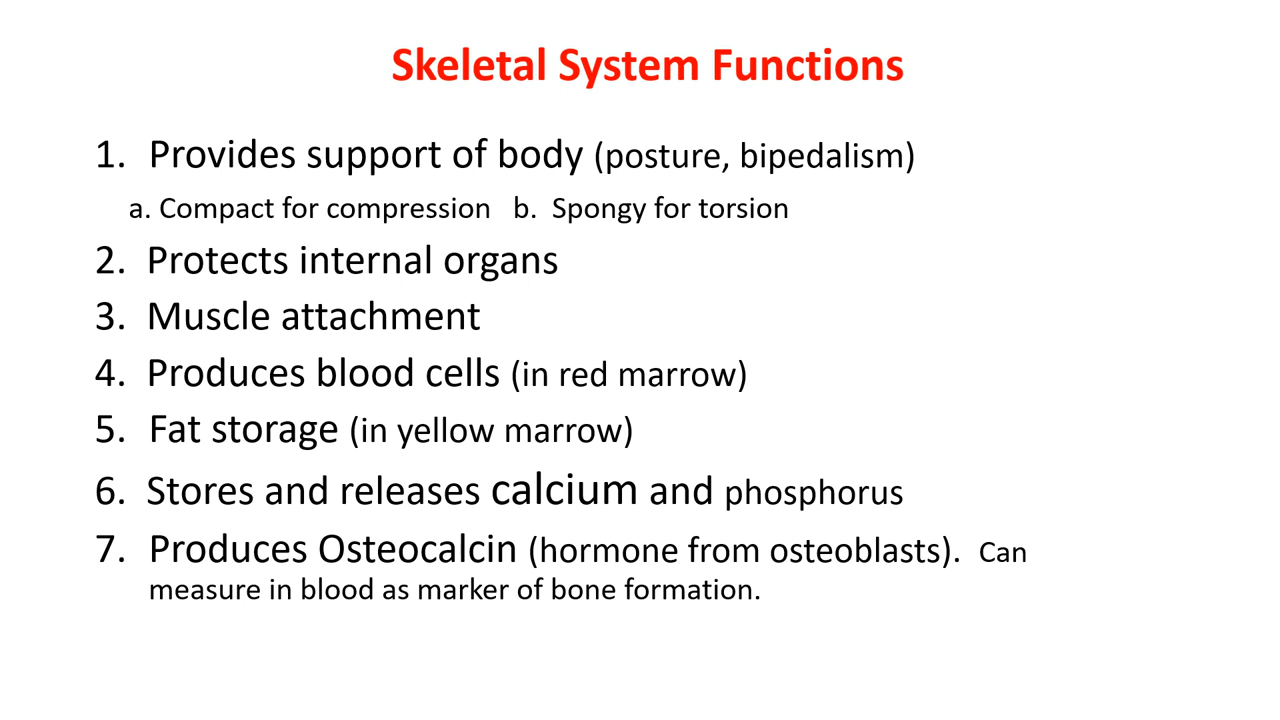 Skeletal System Functions
1. Provides support of body (posture, bipedalism)
a. Compact for compression b. Spongy for torsion
2. Protects internal organs
3. Muscle attachment
4. Produces blood cells (in red marrow)
5. Fat storage (in yellow marrow)
6. Stores and releases calcium and phosphorus
7. Produces Osteocalcin (hormone from osteoblasts). Can
measure in blood as marker of bone formation.